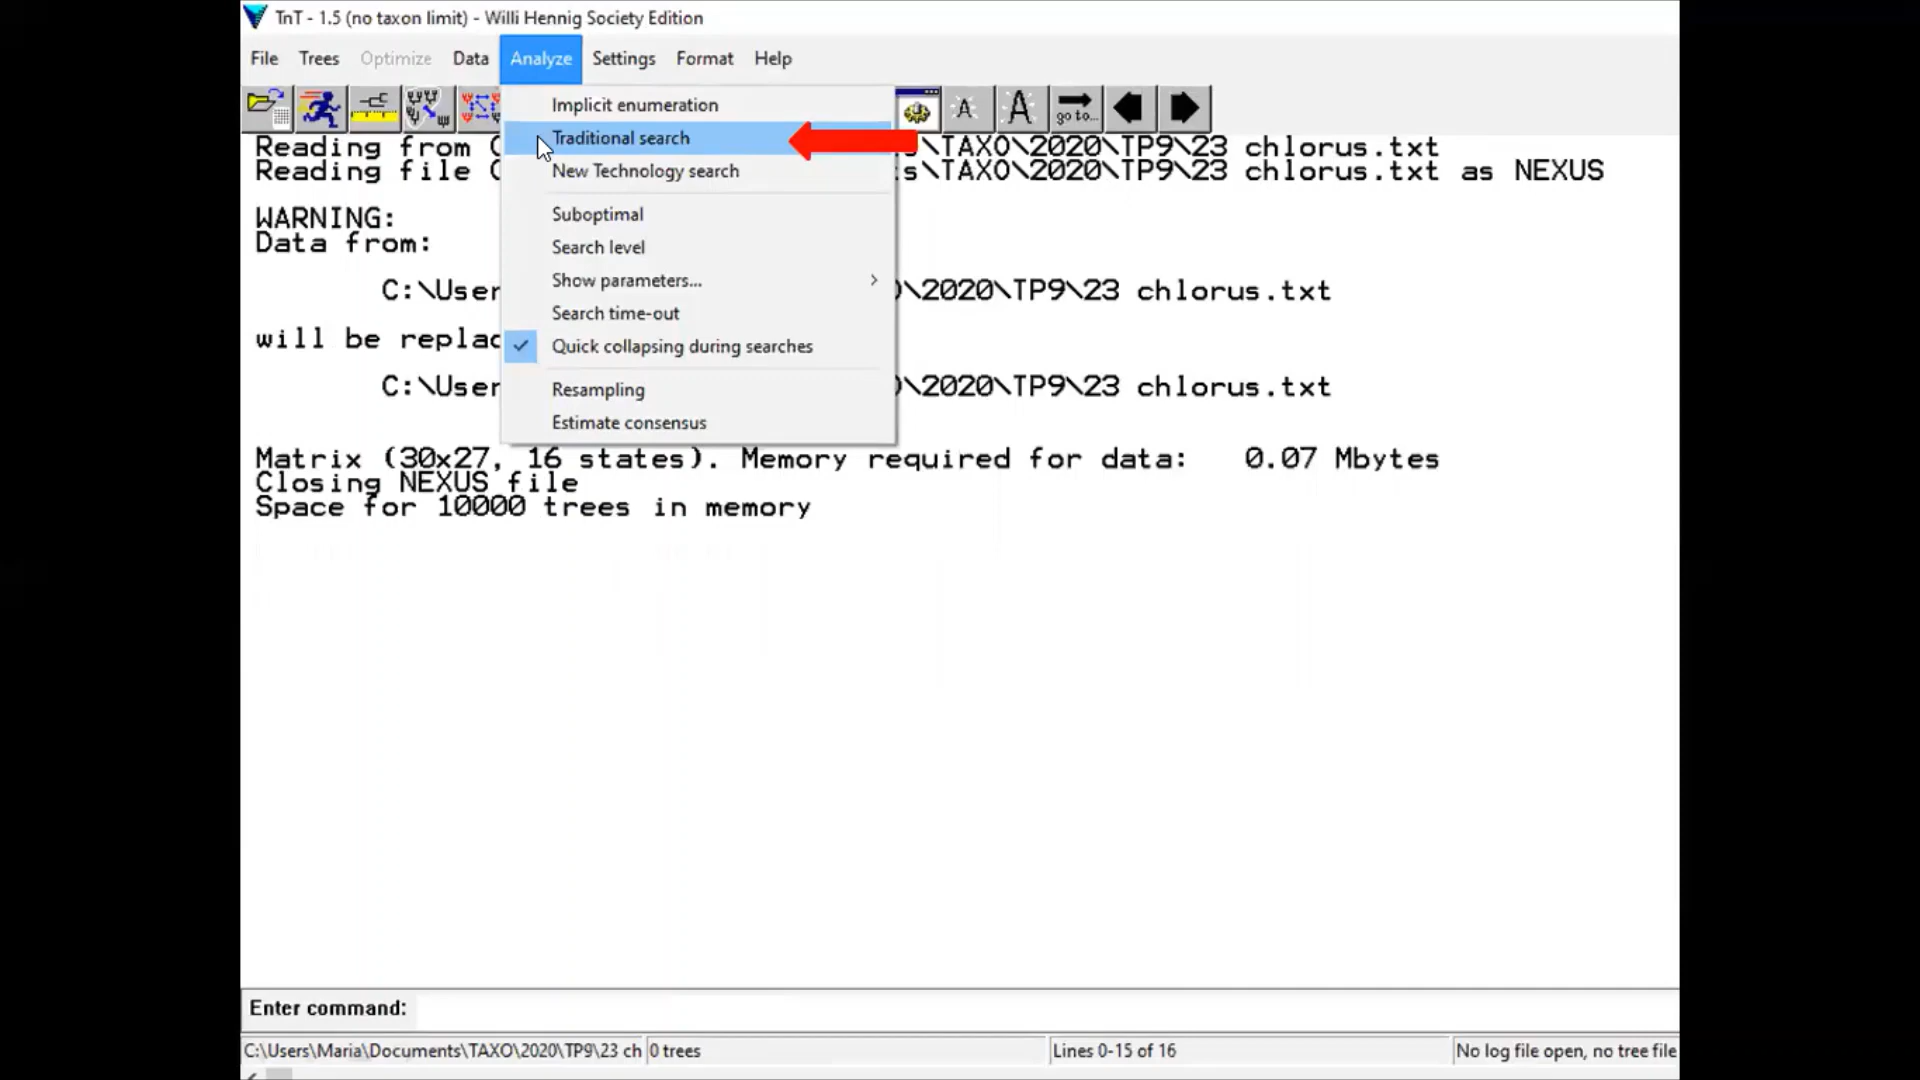 TnT - 1.5 (no taxon limit) - Willi Hennig Society Edition
File Trees Optimize Data Analyze Settings Format Help
go to...
Implicit enumeration
Traditional search
New Technology search
Suboptimal
Search level
Show parameters...
Search time-out
Quick collapsing during searches
Resampling
Estimate consensus
Reading from C \TAXO\2020\TP9\23 chlorus.txt
Reading file C s\TAXO\2020\TP9\23 chlorus.txt as NEXUS
WARNING:
Data from:
C:\User \2020\TP9\23 chlorus.txt
will be replac
C:\User \2020\TP9\23 chlorus.txt
Matrix (30x27, 16 states). Memory required for data: 0.07 Mbytes
Closing NEXUS file
Space for 10000 trees in memory
Enter command:
C:\Users\Maria\Documents\TAXO\2020\TP9\23 ch 0 trees Lines 0-15 of 16 No log file open, no tree file